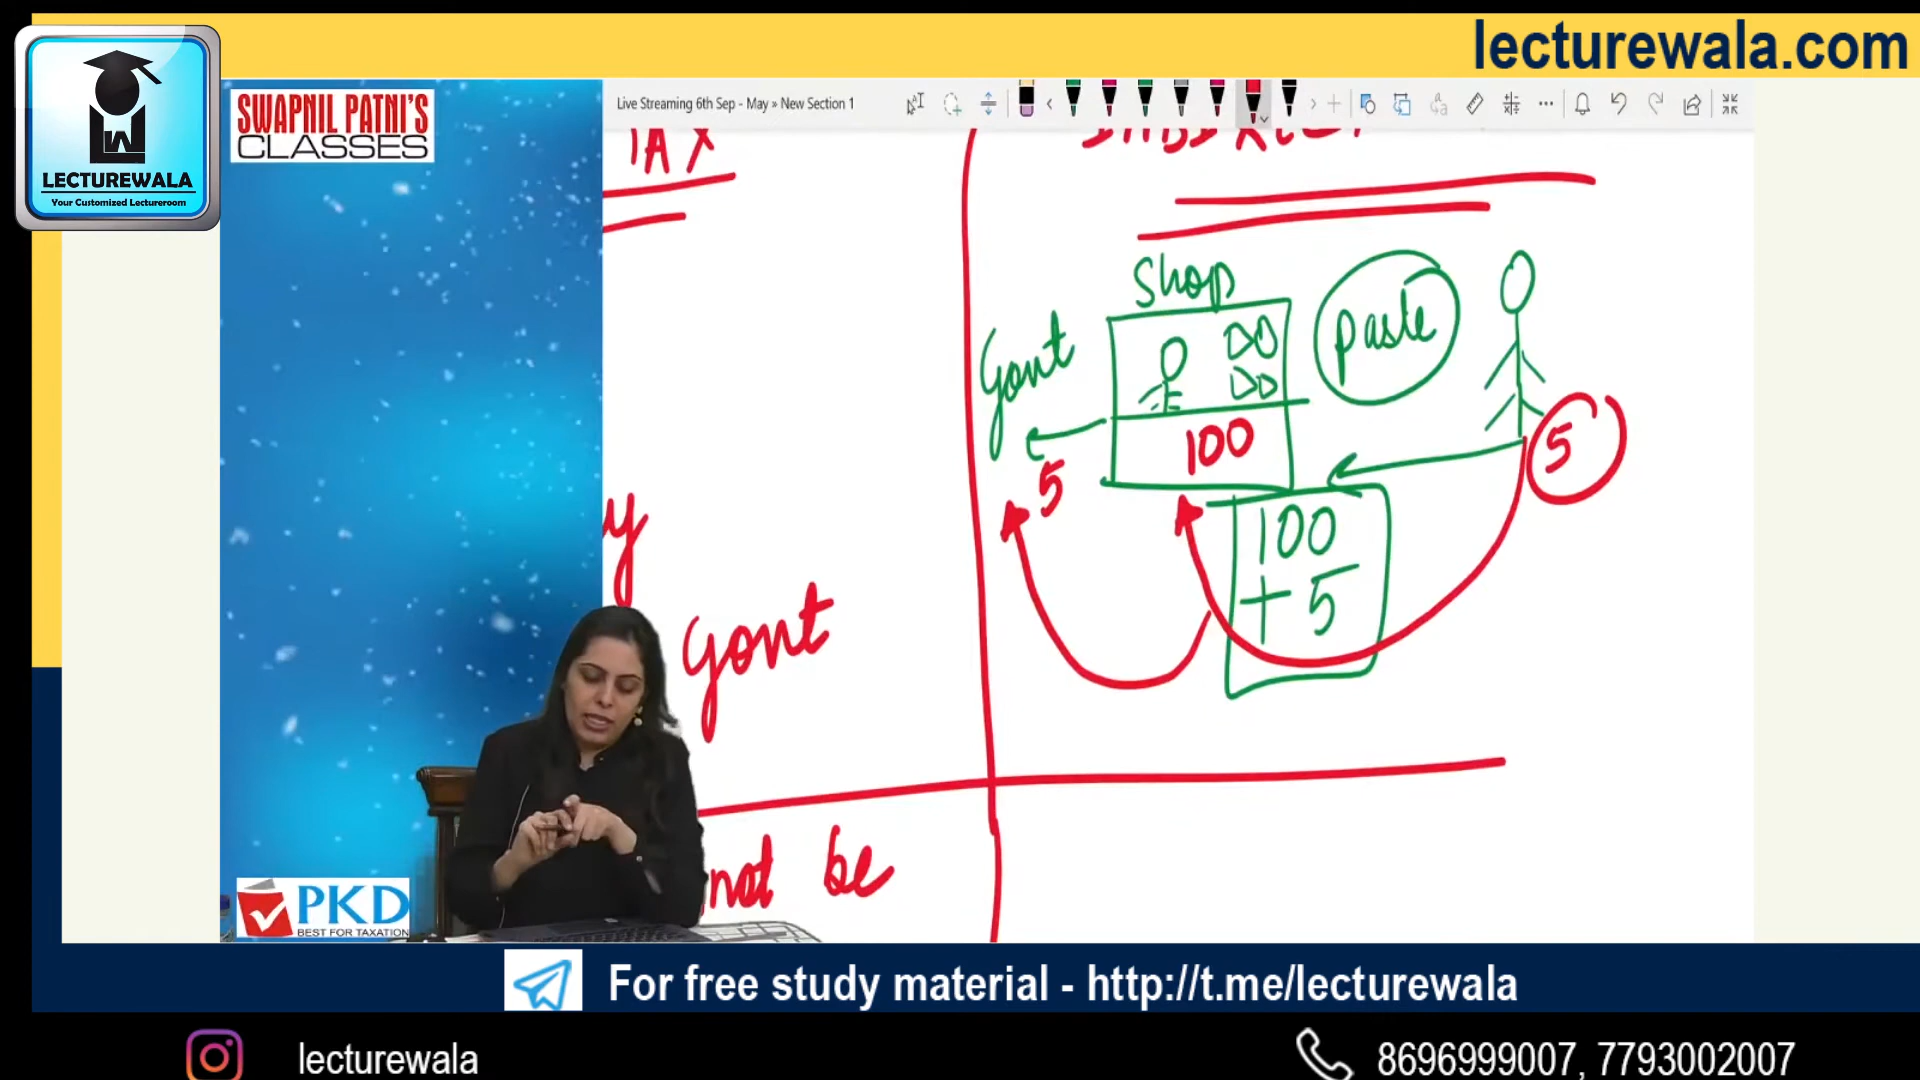 lecturewala.com
LW
LECTUREWALA
Your Customized Lectureroom
SWAPNIL PATNI'S
CLASSES
Live Streaming 6th Sep - May » New Section 1
TAX
Shop
Govt
paste
100
5
5
100
+ 5
y
Govt
not be
PKD
BEST FOR TAXATION
For free study material - http://t.me/lecturewala
lecturewala
8696999007, 7793002007